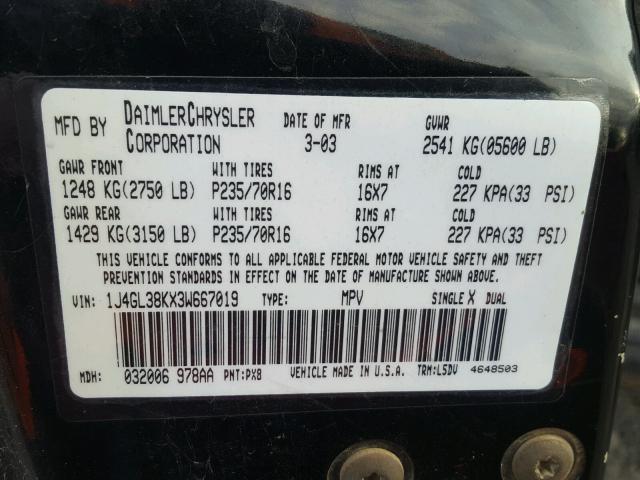 MFD BY DAIMLERCHRYSLER CORPORATION DATE OF MFR 3-03 GVWR 2541 KG(05600 LB)
GAWR FRONT WITH TIRES RIMS AT COLD
1248 KG(2750 LB) P235/70R16 16X7 227 KPA(33 PSI)
GAWR REAR WITH TIRES RIMS AT COLD
1429 KG(3150 LB) P235/70R16 16X7 227 KPA(33 PSI)
THIS VEHICLE CONFORMS TO ALL APPLICABLE FEDERAL MOTOR VEHICLE SAFETY AND THEFT
PREVENTION STANDARDS IN EFFECT ON THE DATE OF MANUFACTURE SHOWN ABOVE.
VIN: 1J4GL38KX3W667019 TYPE: MPV SINGLE X DUAL
MDH: 032006 978AA PNT:PX8 VEHICLE MADE IN U.S.A. TRM:L5DV 4648503